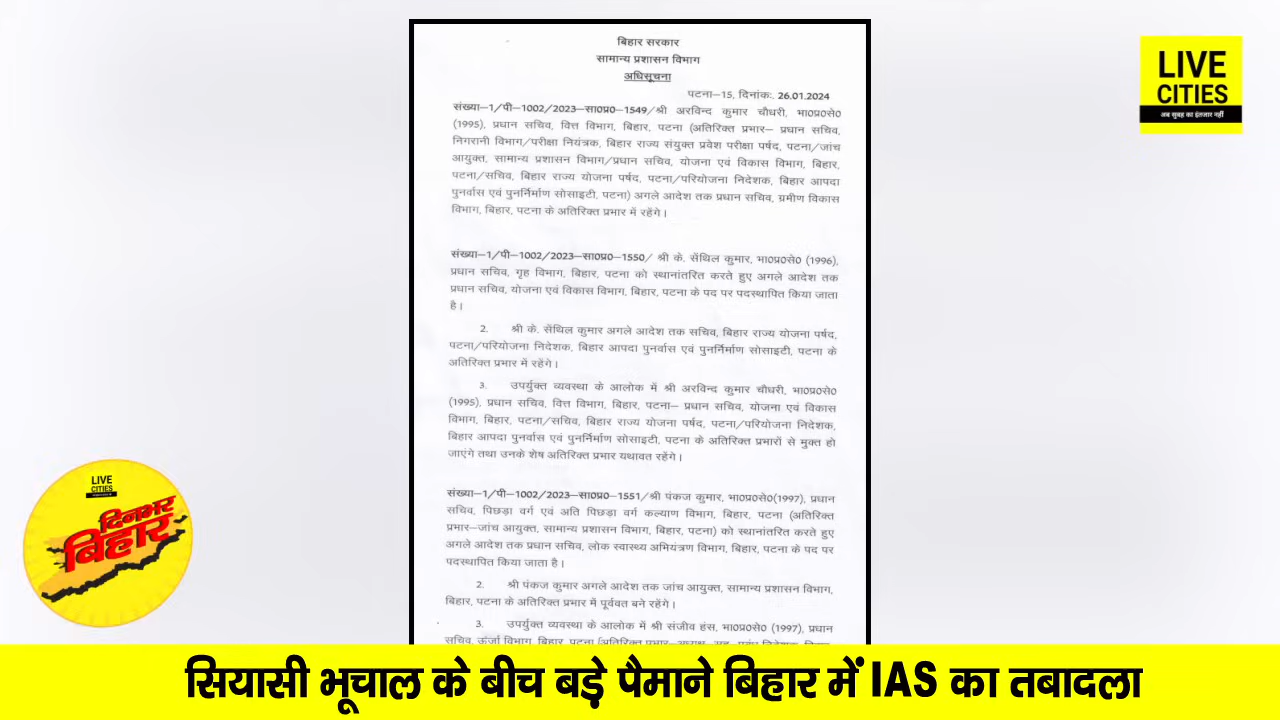 बिहार सरकार
सामान्य प्रशासन विभाग
अधिसूचना
पटना–15, दिनांकः. 26.01.2024
संख्या–1/पी–1002/2023–सा0प्र0–1549/श्री अरविन्द कुमार चौधरी, भा0प्र0से0
(1995), प्रधान सचिव, वित्त विभाग, बिहार, पटना (अतिरिक्त प्रभार– प्रधान सचिव,
निगरानी विभाग/परीक्षा नियंत्रक, बिहार राज्य संयुक्त प्रवेश परीक्षा पर्षद, पटना/जांच
आयुक्त, सामान्य प्रशासन विभाग/प्रधान सचिव, योजना एवं विकास विभाग, बिहार,
पटना/सचिव, बिहार राज्य योजना पर्षद, पटना/परियोजना निदेशक, बिहार आपदा
पुनर्वास एवं पुनर्निर्माण सोसाइटी, पटना) अगले आदेश तक प्रधान सचिव, ग्रमीण विकास
विभाग, बिहार, पटना के अतिरिक्त प्रभार में रहेंगे।
संख्या–1/पी–1002/2023–सा0प्र0–1550/ श्री के. सेंथिल कुमार, भा0प्र0से0 (1996),
प्रधान सचिव, गृह विभाग, बिहार, पटना को स्थानांतरित करते हुए अगले आदेश तक
प्रधान सचिव, योजना एवं विकास विभाग, बिहार, पटना के पद पर पदस्थापित किया जाता
है।
2. श्री के. सेंथिल कुमार अगले आदेश तक सचिव, बिहार राज्य योजना पर्षद,
पटना/परियोजना निदेशक, बिहार आपदा पुनर्वास एवं पुनर्निर्माण सोसाइटी, पटना के
अतिरिक्त प्रभार में रहेंगे।
3. उपर्युक्त व्यवस्था के आलोक में श्री अरविन्द कुमार चौधरी, भा0प्र0से0
(1995), प्रधान सचिव, वित्त विभाग, बिहार, पटना– प्रधान सचिव, योजना एवं विकास
विभाग, बिहार, पटना/सचिव, बिहार राज्य योजना पर्षद, पटना/परियोजना निदेशक,
बिहार आपदा पुनर्वास एवं पुनर्निर्माण सोसाइटी, पटना के अतिरिक्त प्रभारों से मुक्त हो
जाएंगे तथा उनके शेष अतिरिक्त प्रभार यथावत रहेंगे।
संख्या–1/पी–1002/2023–सा0प्र0–1551/श्री पंकज कुमार, भा0प्र0से0(1997), प्रधान
सचिव, पिछड़ा वर्ग एवं अति पिछड़ा वर्ग कल्याण विभाग, बिहार, पटना (अतिरिक्त
प्रभार–जांच आयुक्त, सामान्य प्रशासन विभाग, बिहार, पटना) को स्थानांतरित करते हुए
अगले आदेश तक प्रधान सचिव, लोक स्वास्थ्य अभियंत्रण विभाग, बिहार, पटना के पद पर
पदस्थापित किया जाता है।
2. श्री पंकज कुमार अगले आदेश तक जांच आयुक्त, सामान्य प्रशासन विभाग,
बिहार, पटना के अतिरिक्त प्रभार में पूर्ववत बने रहेंगे।
3. उपर्युक्त व्यवस्था के आलोक में श्री संजीव हंस, भा0प्र0से0 (1997), प्रधान
सचिव, ऊंर्जा विभाग, बिहार, पटना
LIVE
CITIES
अब सुबह का इंतजार नहीं
LIVE
CITIES
दिनभर
बिहार
सियासी भूचाल के बीच बड़े पैमाने बिहार में IAS का तबादला